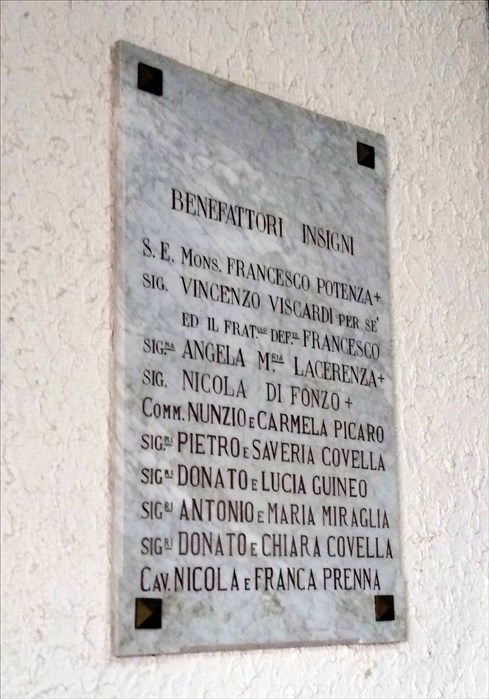 BENEFATTORI INSIGNI
S. E. MONS. FRANCESCO POTENZA+
SIG. VINCENZO VISCARDI PER SE'
ED IL FRAT.LLO DEF.TO FRANCESCO
SIG.RA ANGELA M.RIA LACERENZA+
SIG. NICOLA DI FONZO+
COMM. NUNZIO E CARMELA PICARO
SIG.RI PIETRO E SAVERIA COVELLA
SIG.RI DONATO E LUCIA GUINEO
SIG.RI ANTONIO E MARIA MIRAGLIA
SIG.RI DONATO E CHIARA COVELLA
CAV. NICOLA E FRANCA PRENNA